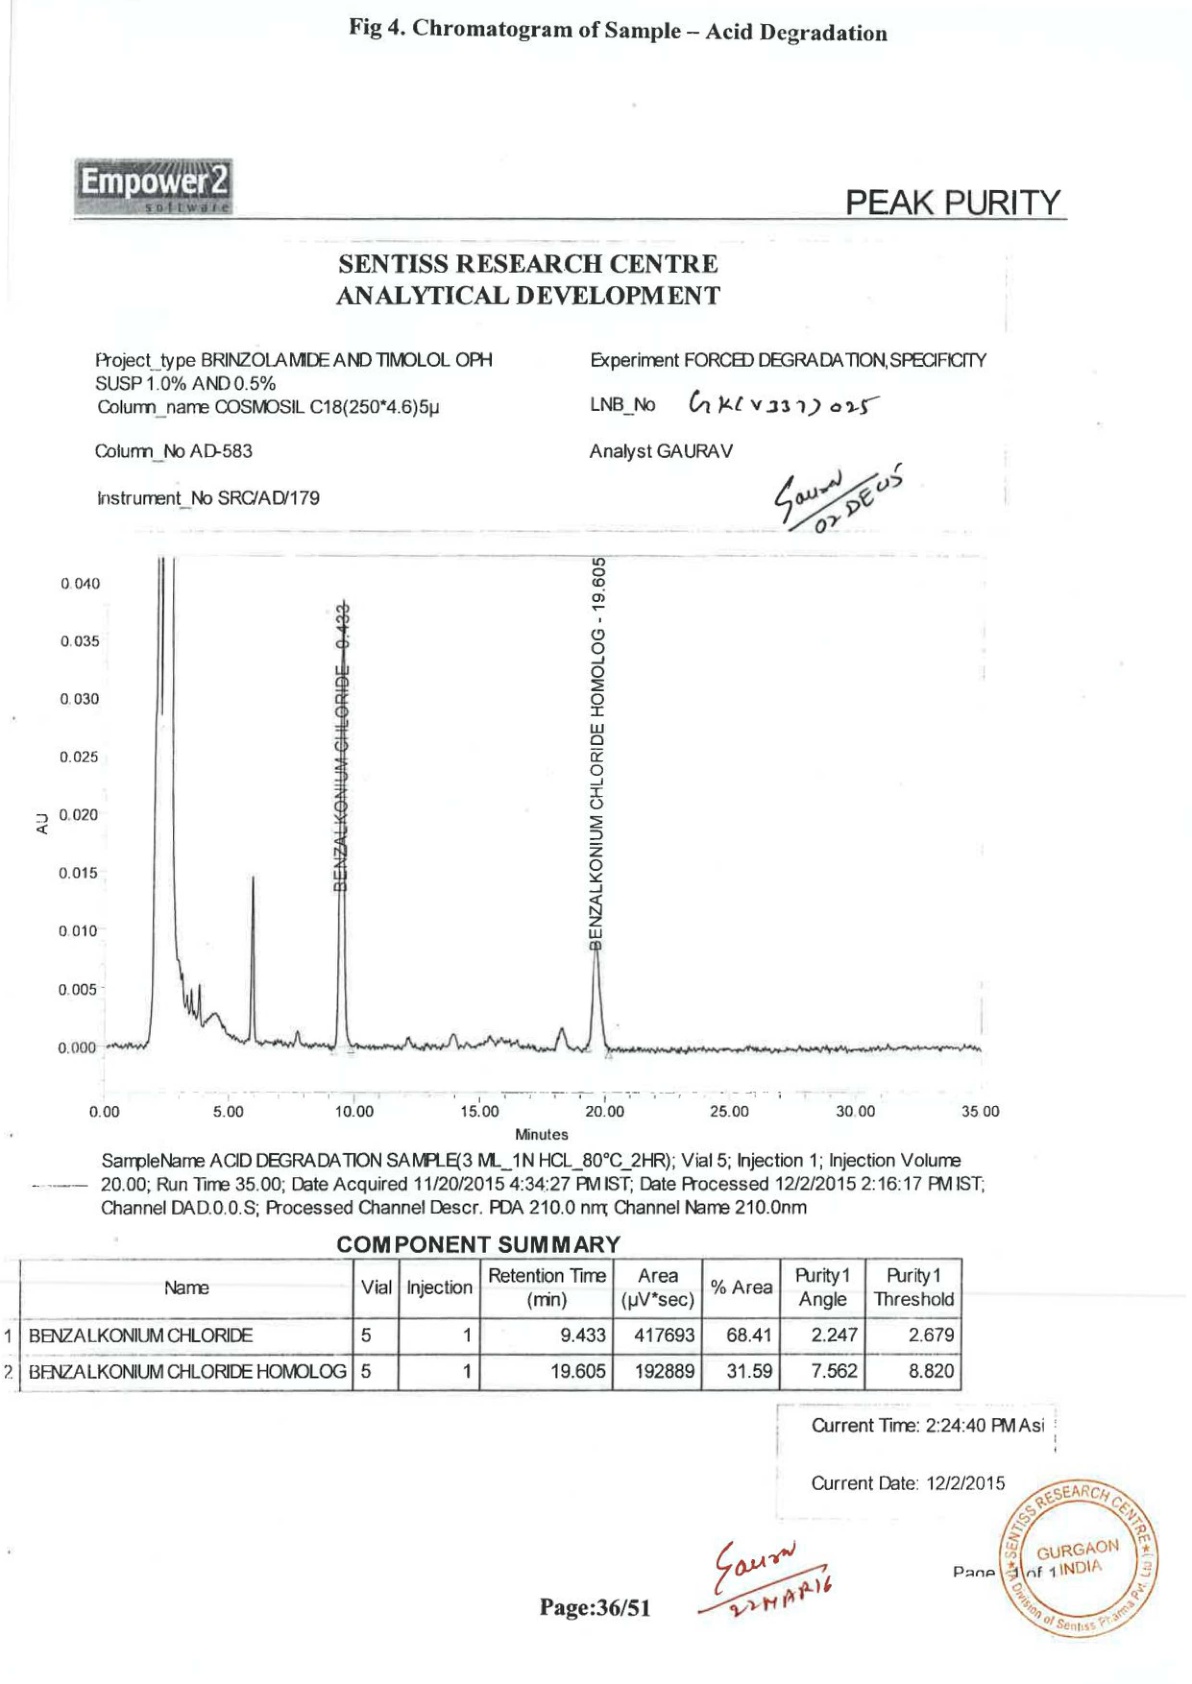 Fig 4. Chromatogram of Sample – Acid Degradation
Empower2
software
PEAK PURITY
SENTISS RESEARCH CENTRE
ANALYTICAL DEVELOPMENT
Project_type BRINZOLAMIDE AND TIMOLOL OPH
SUSP 1.0% AND 0.5%
Column_name COSMOSIL C18(250*4.6)5µ
Column_No AD-583
Instrument_No SRC/AD/179
Experiment FORCED DEGRADATION,SPECIFICITY
LNB_No
Analyst GAURAV
Gaurav
AU
0.040
0.035
0.030
0.025
0.020
0.015
0.010
0.005
0.000
BENZALKONIUM CHLORIDE - 9.433
BENZALKONIUM CHLORIDE HOMOLOG - 19.605
0.00 5.00 10.00 15.00 20.00 25.00 30.00 35.00
Minutes
SampleName ACID DEGRADATION SAMPLE(3 ML_1N HCL_80°C_2HR); Vial 5; Injection 1; Injection Volume
20.00; Run Time 35.00; Date Acquired 11/20/2015 4:34:27 PM IST; Date Processed 12/2/2015 2:16:17 PM IST;
Channel DAD.0.0.S; Processed Channel Descr. PDA 210.0 nm; Channel Name 210.0nm
COMPONENT SUMMARY
Name Vial Injection Retention Time (min) Area (µV*sec) % Area Purity1 Angle Purity1 Threshold
1 BENZALKONIUM CHLORIDE 5 1 9.433 417693 68.41 2.247 2.679
2 BENZALKONIUM CHLORIDE HOMOLOG 5 1 19.605 192889 31.59 7.562 8.820
Current Time: 2:24:40 PM Asi
Current Date: 12/2/2015
Page 1 of 1
SENTISS RESEARCH CENTRE
GURGAON
INDIA
(A Division of Sentiss Pharma Pvt. Ltd.)
Gaurav
22 MAR 16
Page:36/51